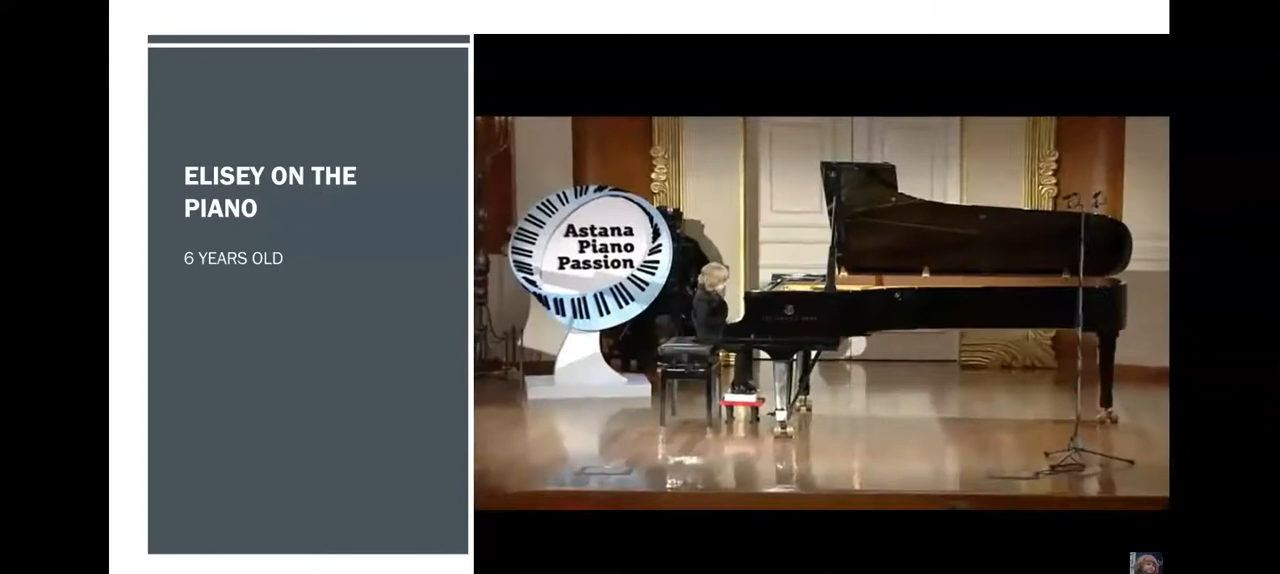 ELISEY ON THE
PIANO
6 YEARS OLD
Astana
Piano
Passion